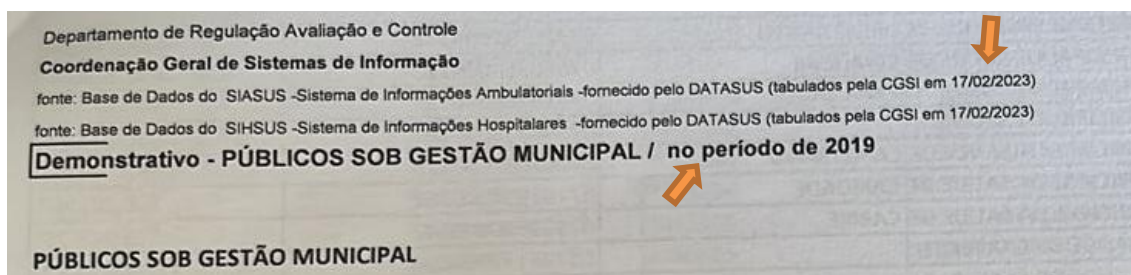 Departamento de Regulação Avaliação e Controle
Coordenação Geral de Sistemas de Informação
fonte: Base de Dados do SIASUS -Sistema de Informações Ambulatoriais -fornecido pelo DATASUS (tabulados pela CGSI em 17/02/2023)
fonte: Base de Dados do SIHSUS -Sistema de Informações Hospitalares -fornecido pelo DATASUS (tabulados pela CGSI em 17/02/2023)
Demonstrativo - PÚBLICOS SOB GESTÃO MUNICIPAL / no período de 2019
PÚBLICOS SOB GESTÃO MUNICIPAL